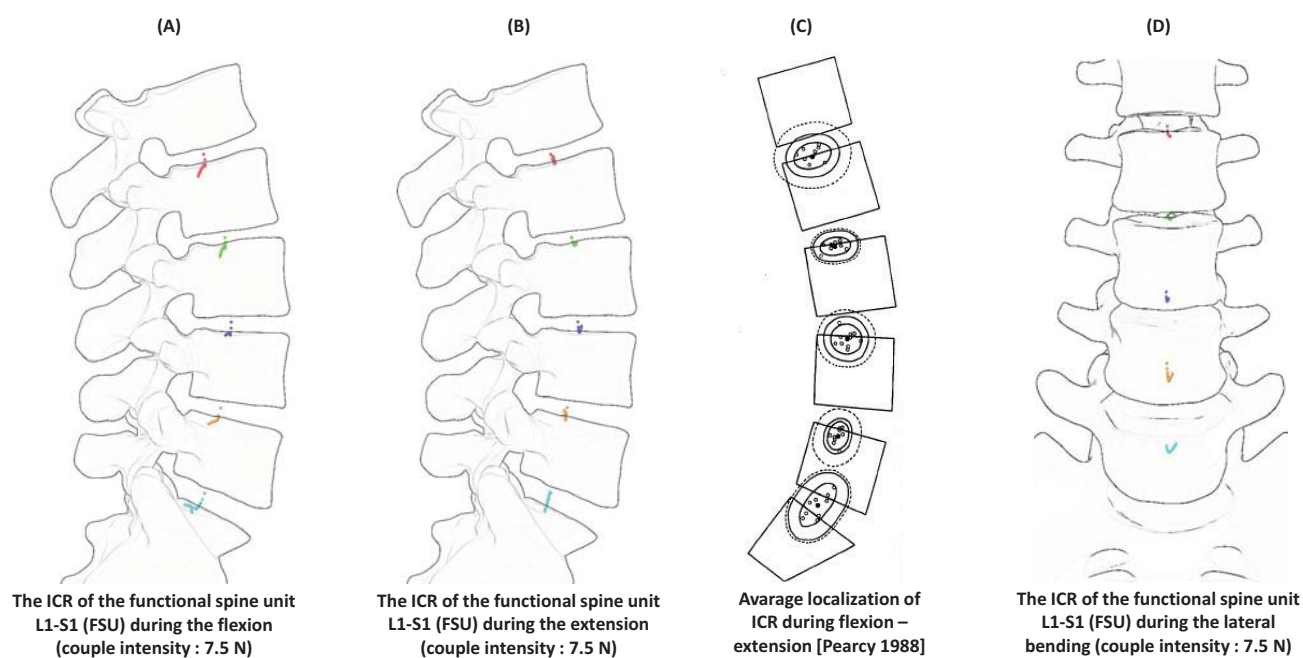 (A)
(B)
(C)
(D)
The ICR of the functional spine unit
L1-S1 (FSU) during the flexion
(couple intensity : 7.5 N)
The ICR of the functional spine unit
L1-S1 (FSU) during the extension
(couple intensity : 7.5 N)
Avarage localization of
ICR during flexion –
extension [Pearcy 1988]
The ICR of the functional spine unit
L1-S1 (FSU) during the lateral
bending (couple intensity : 7.5 N)